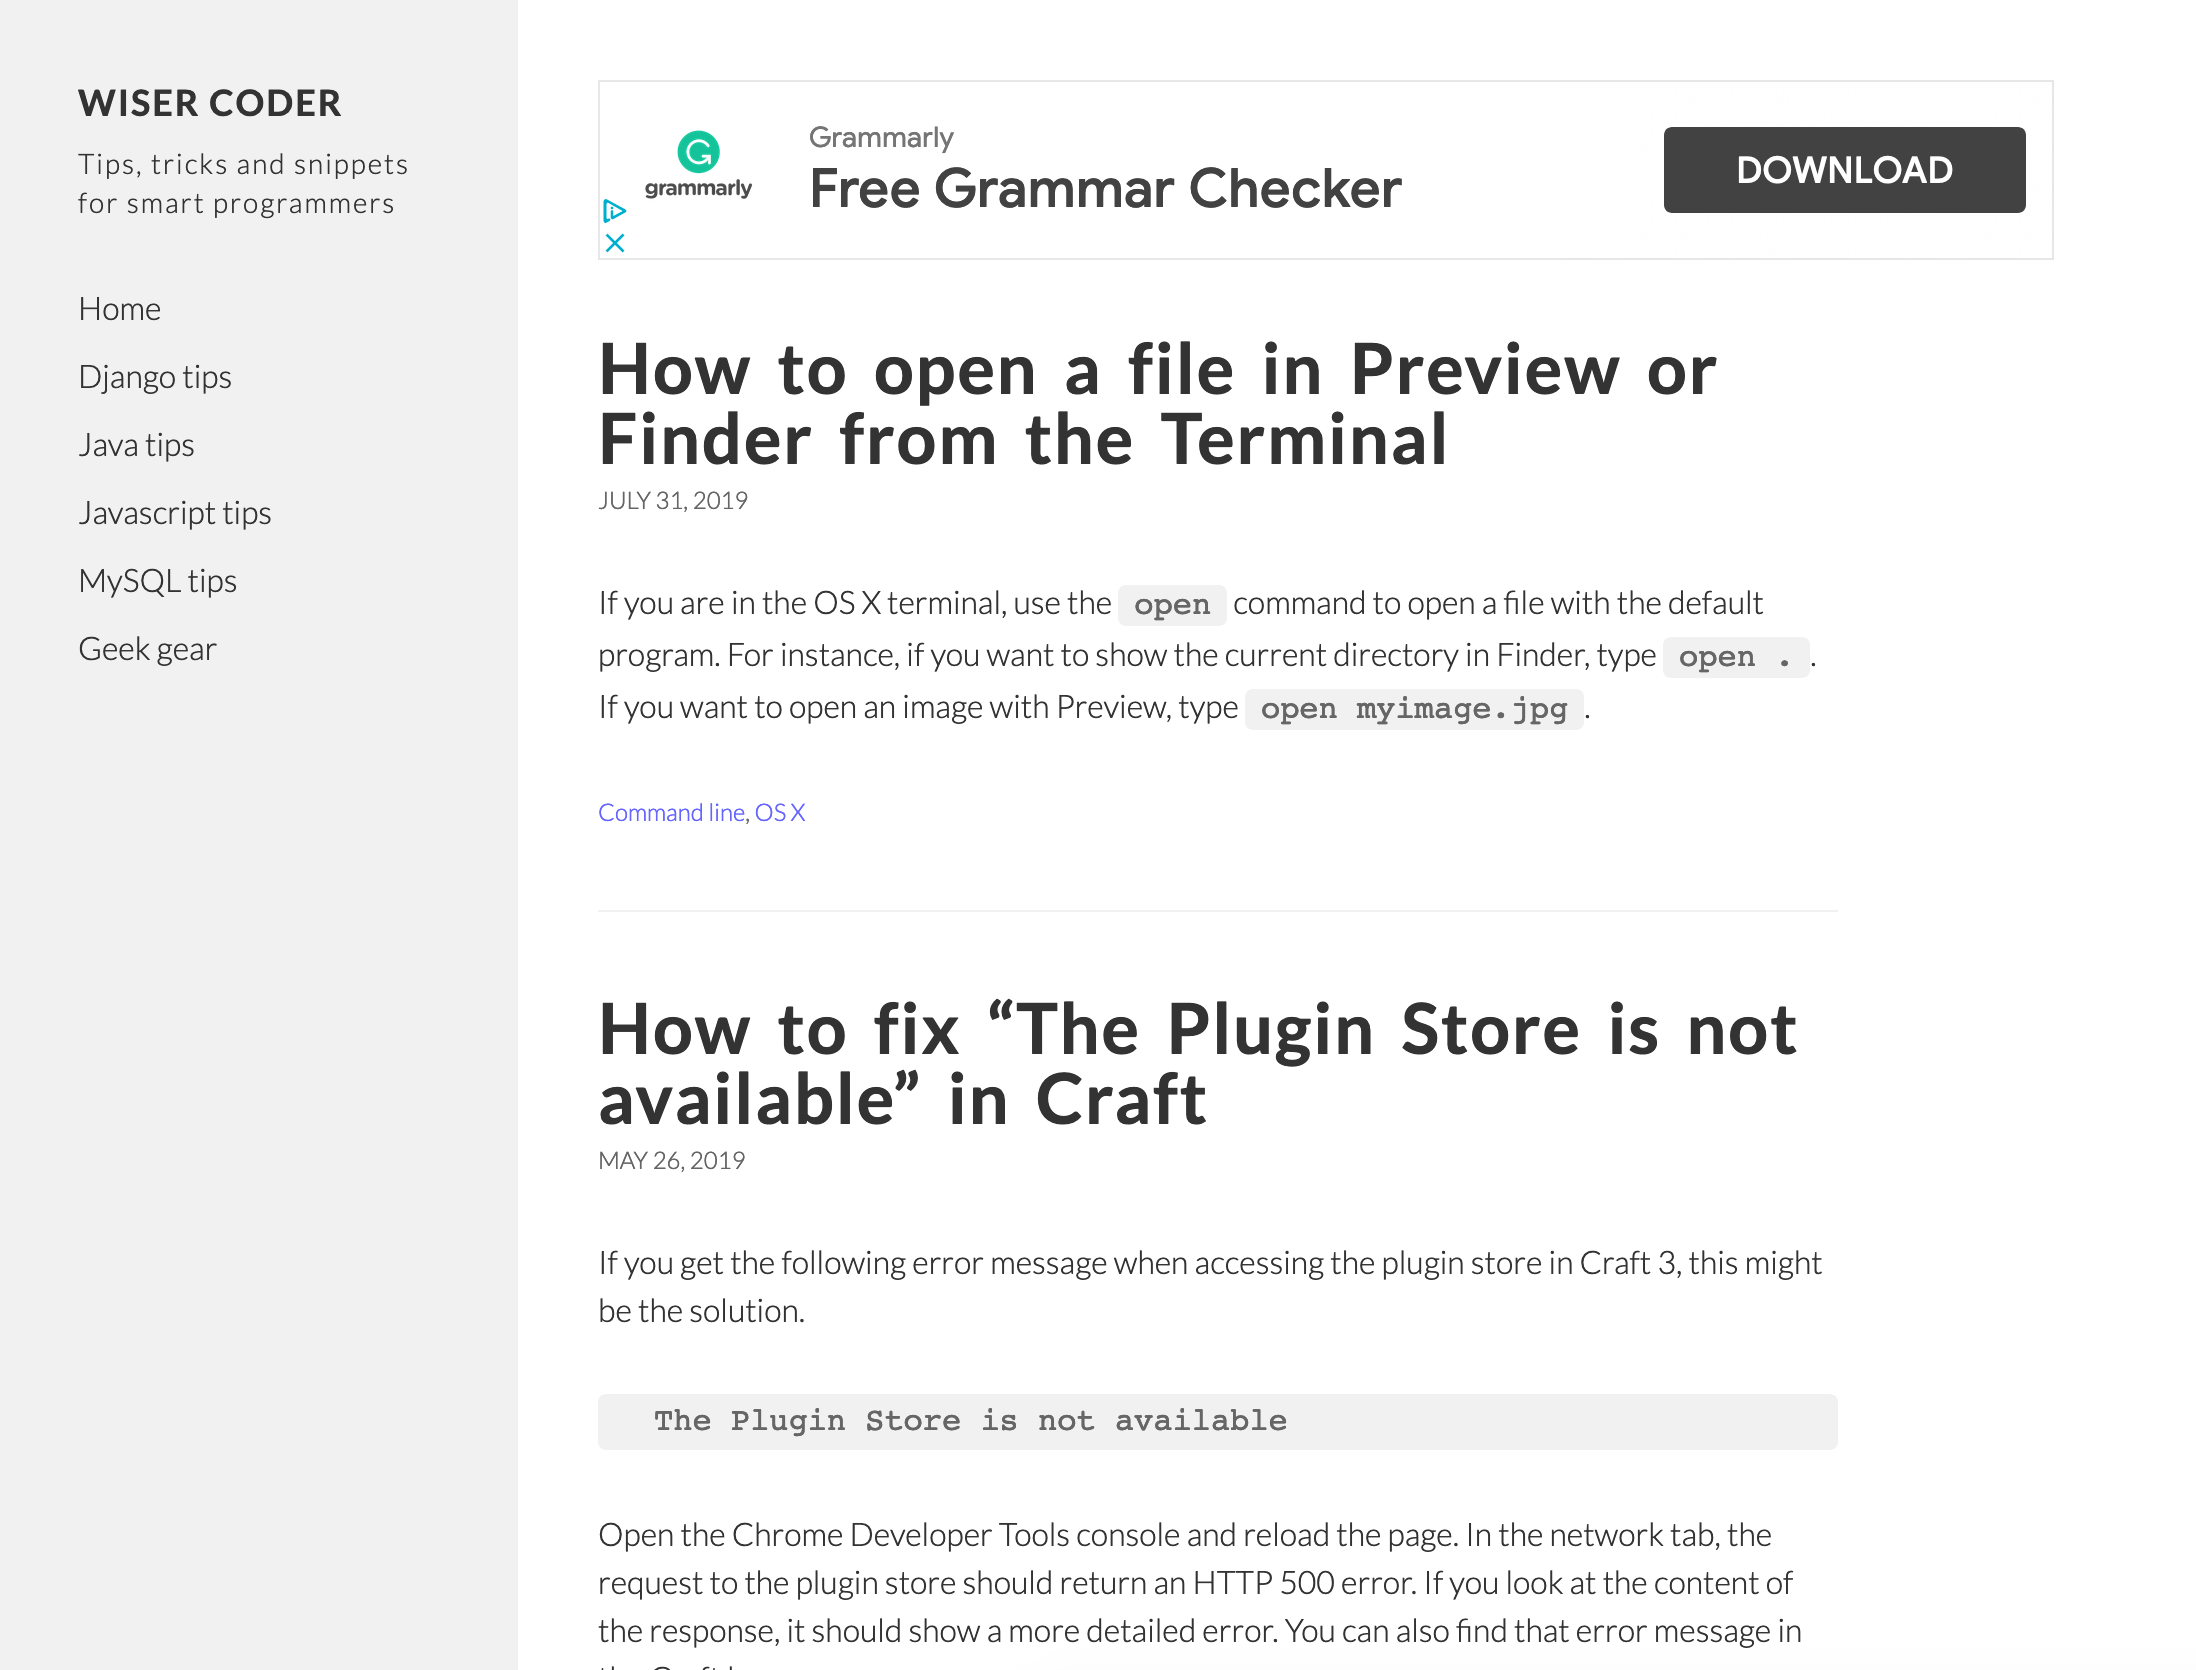 WISER CODER
Tips, tricks and snippets
for smart programmers
Home
Django tips
Java tips
Javascript tips
MySQL tips
Geek gear
grammarly
Grammarly
Free Grammar Checker
DOWNLOAD
How to open a file in Preview or
Finder from the Terminal
JULY 31, 2019
If you are in the OS X terminal, use the open command to open a file with the default
program. For instance, if you want to show the current directory in Finder, type open . .
If you want to open an image with Preview, type open myimage.jpg .
Command line, OS X
How to fix “The Plugin Store is not
available” in Craft
MAY 26, 2019
If you get the following error message when accessing the plugin store in Craft 3, this might
be the solution.
The Plugin Store is not available
Open the Chrome Developer Tools console and reload the page. In the network tab, the
request to the plugin store should return an HTTP 500 error. If you look at the content of
the response, it should show a more detailed error. You can also find that error message in